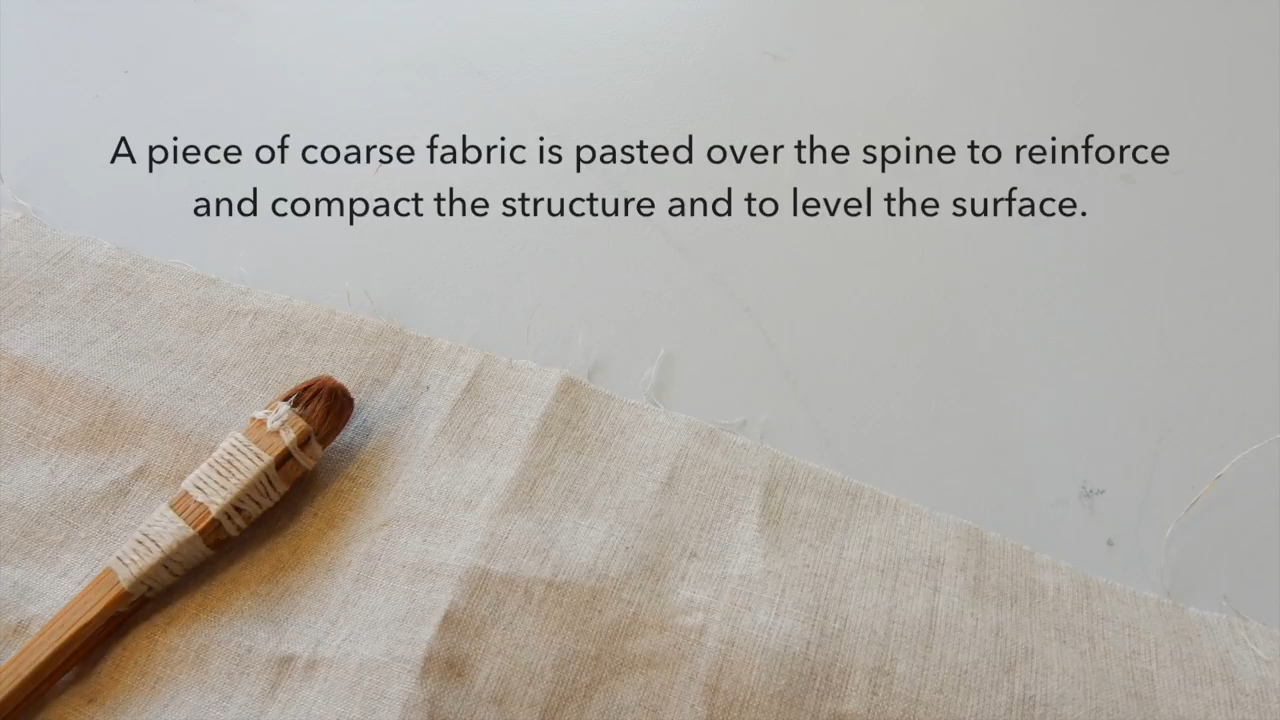 A piece of coarse fabric is pasted over the spine to reinforce
and compact the structure and to level the surface.